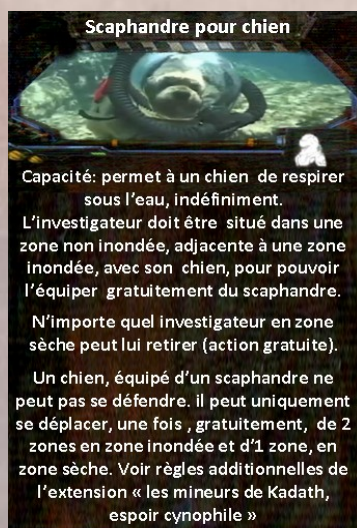 Scaphandre pour chien
Capacité: permet à un chien de respirer
sous l'eau, indéfiniment.
L'investigateur doit être situé dans une
zone non inondée, adjacente à une zone
inondée, avec son chien, pour pouvoir
l'équiper gratuitement du scaphandre.
N'importe quel investigateur en zone
sèche peut lui retirer (action gratuite).
Un chien, équipé d'un scaphandre ne
peut pas se défendre. il peut uniquement
se déplacer, une fois , gratuitement, de 2
zones en zone inondée et d'1 zone, en
zone sèche. Voir règles additionnelles de
l'extension « les mineurs de Kadath,
espoir cynophile »